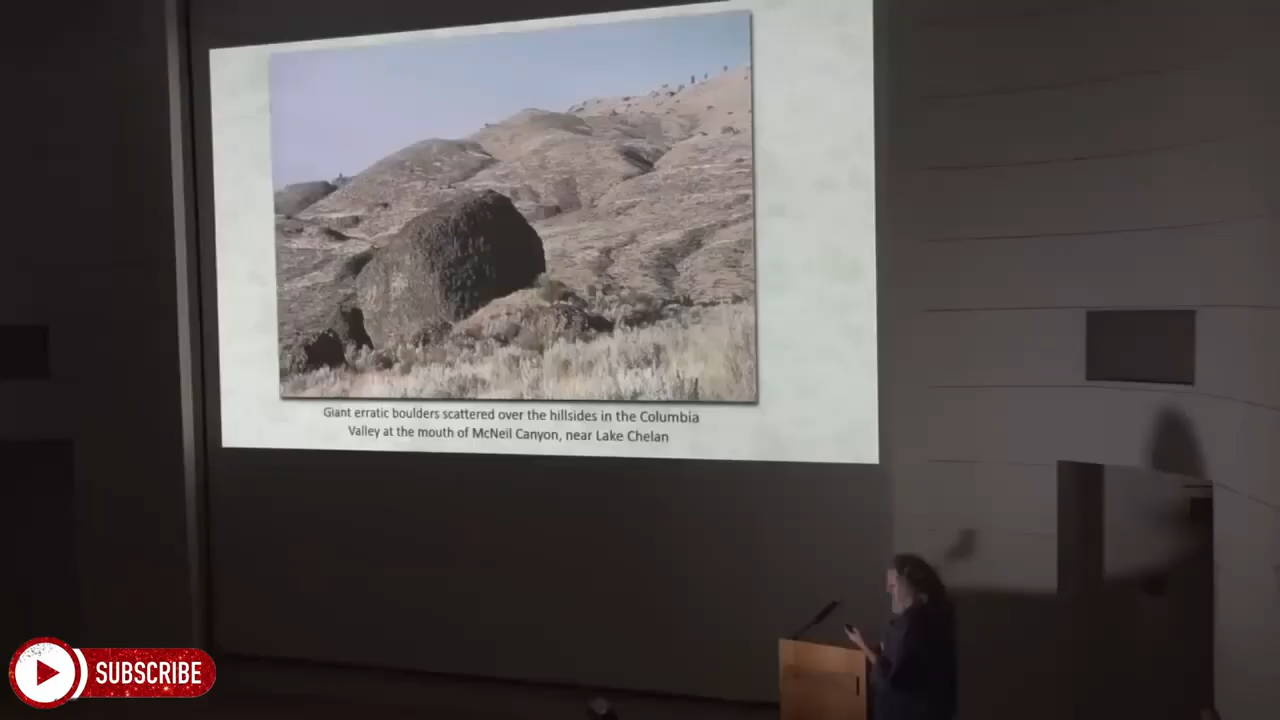 Giant erratic boulders scattered over the hillsides in the Columbia
Valley at the mouth of McNeil Canyon, near Lake Chelan
SUBSCRIBE